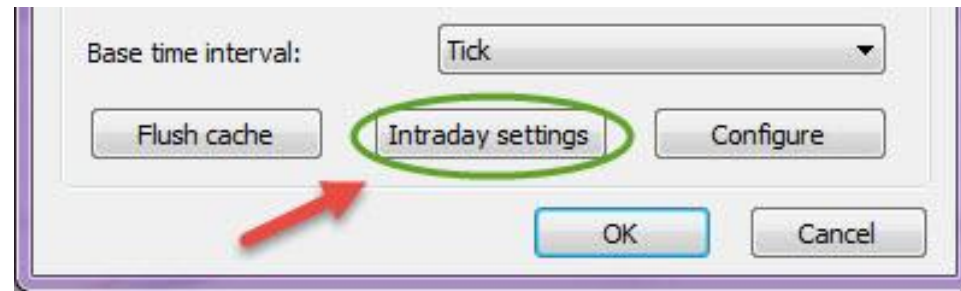 Base time interval: Tick
Flush cache Intraday settings Configure
OK Cancel